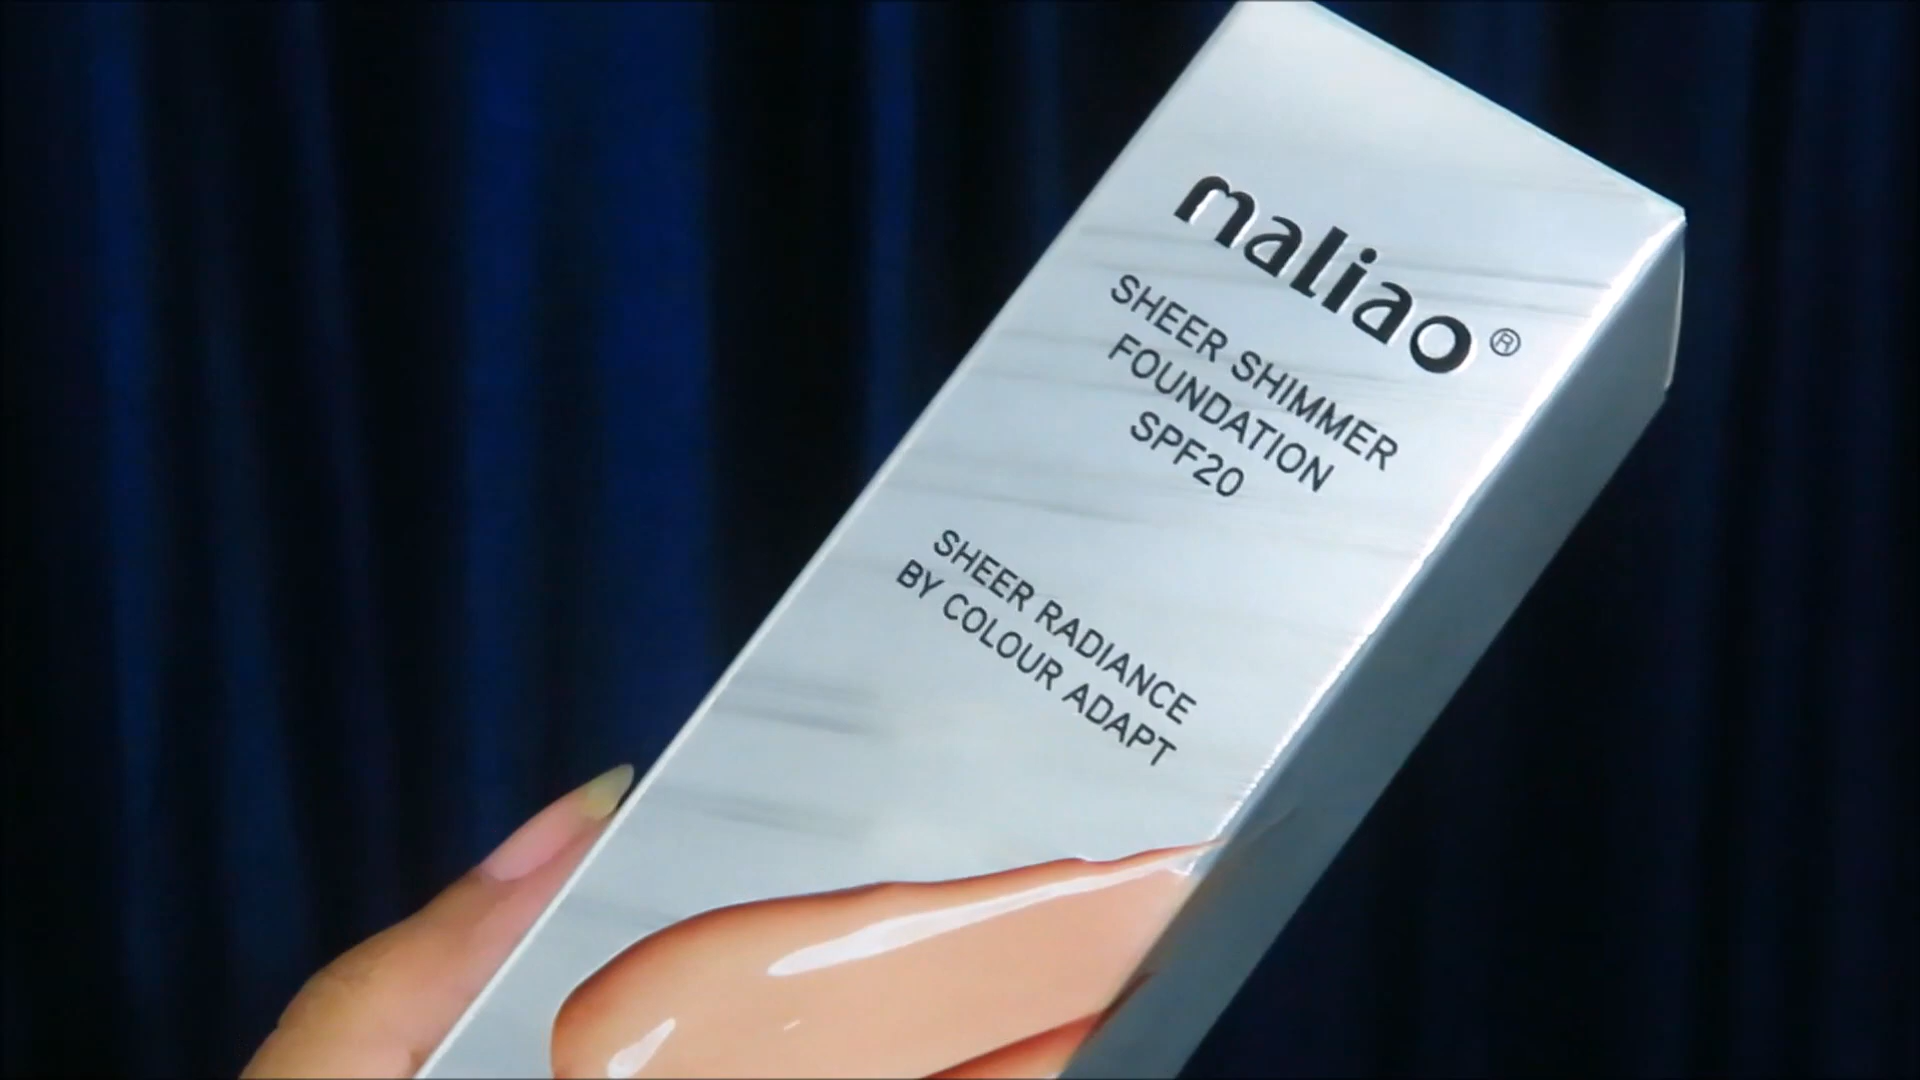 maliao®
SHEER SHIMMER
FOUNDATION
SPF20
SHEER RADIANCE
BY COLOUR ADAPT